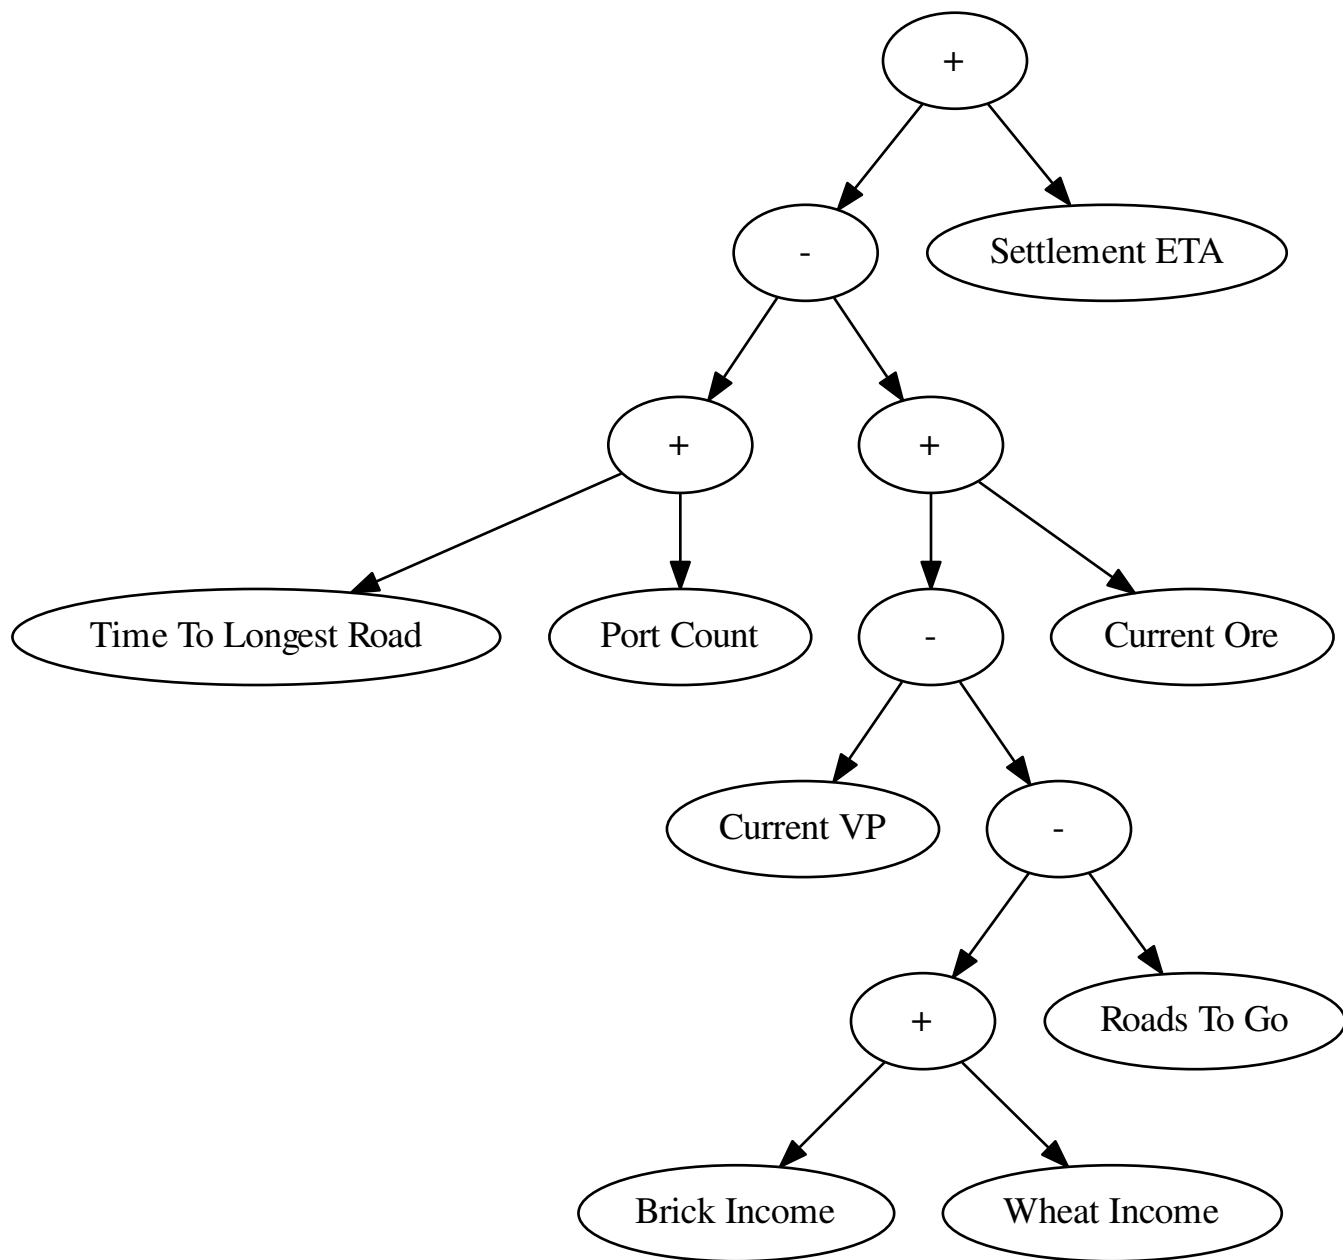 +
-
Settlement ETA
+
+
Time To Longest Road
Port Count
-
Current Ore
Current VP
-
+
Roads To Go
Brick Income
Wheat Income